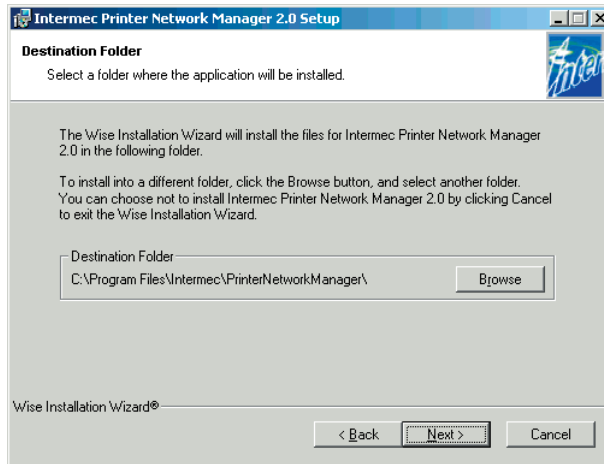 Intermec Printer Network Manager 2.0 Setup
Destination Folder
Select a folder where the application will be installed.
Inter
The Wise Installation Wizard will install the files for Intermec Printer Network Manager
2.0 in the following folder.
To install into a different folder, click the Browse button, and select another folder.
You can choose not to install Intermec Printer Network Manager 2.0 by clicking Cancel
to exit the Wise Installation Wizard.
Destination Folder
C:\Program Files\Intermec\PrinterNetworkManager\
Browse
Wise Installation Wizard®
< Back
Next >
Cancel